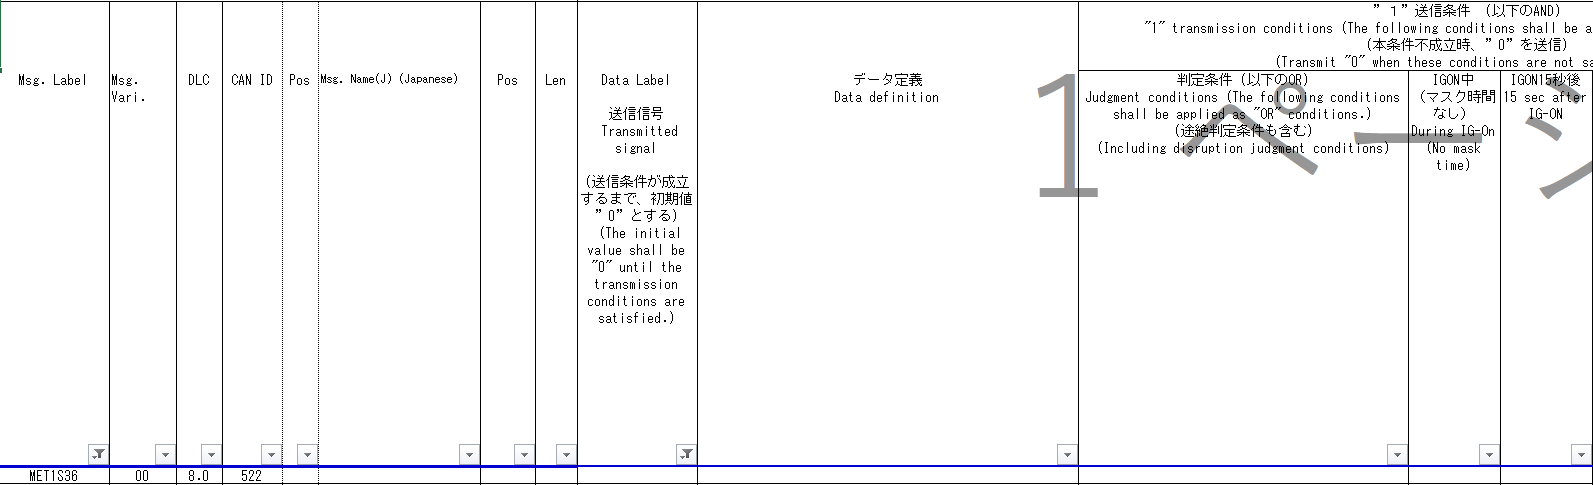 ”１”送信条件　（以下のAND)
"1" transmission conditions (The following conditions shall be a
(本条件不成立時、”0”を送信)
(Transmit "0" when these conditions are not sa
Msg. Label
Msg.
Vari.
DLC
CAN ID
Pos
Msg. Name(J) (Japanese)
Pos
Len
Data Label
送信信号
Transmitted
signal
(送信条件が成立
するまで、初期値
”0”とする)
(The initial
value shall be
"0" until the
transmission
conditions are
satisfied.)
データ定義
Data definition
判定条件 (以下のOR)
Judgment conditions (The following conditions
shall be applied as "OR" conditions.)
(途絶判定条件も含む)
(Including disruption judgment conditions)
IGON中
(マスク時間
なし)
During IG-On
(No mask
time)
IGON15秒後
15 sec after
IG-ON
1 ページ
MET1S36
00
8.0
522